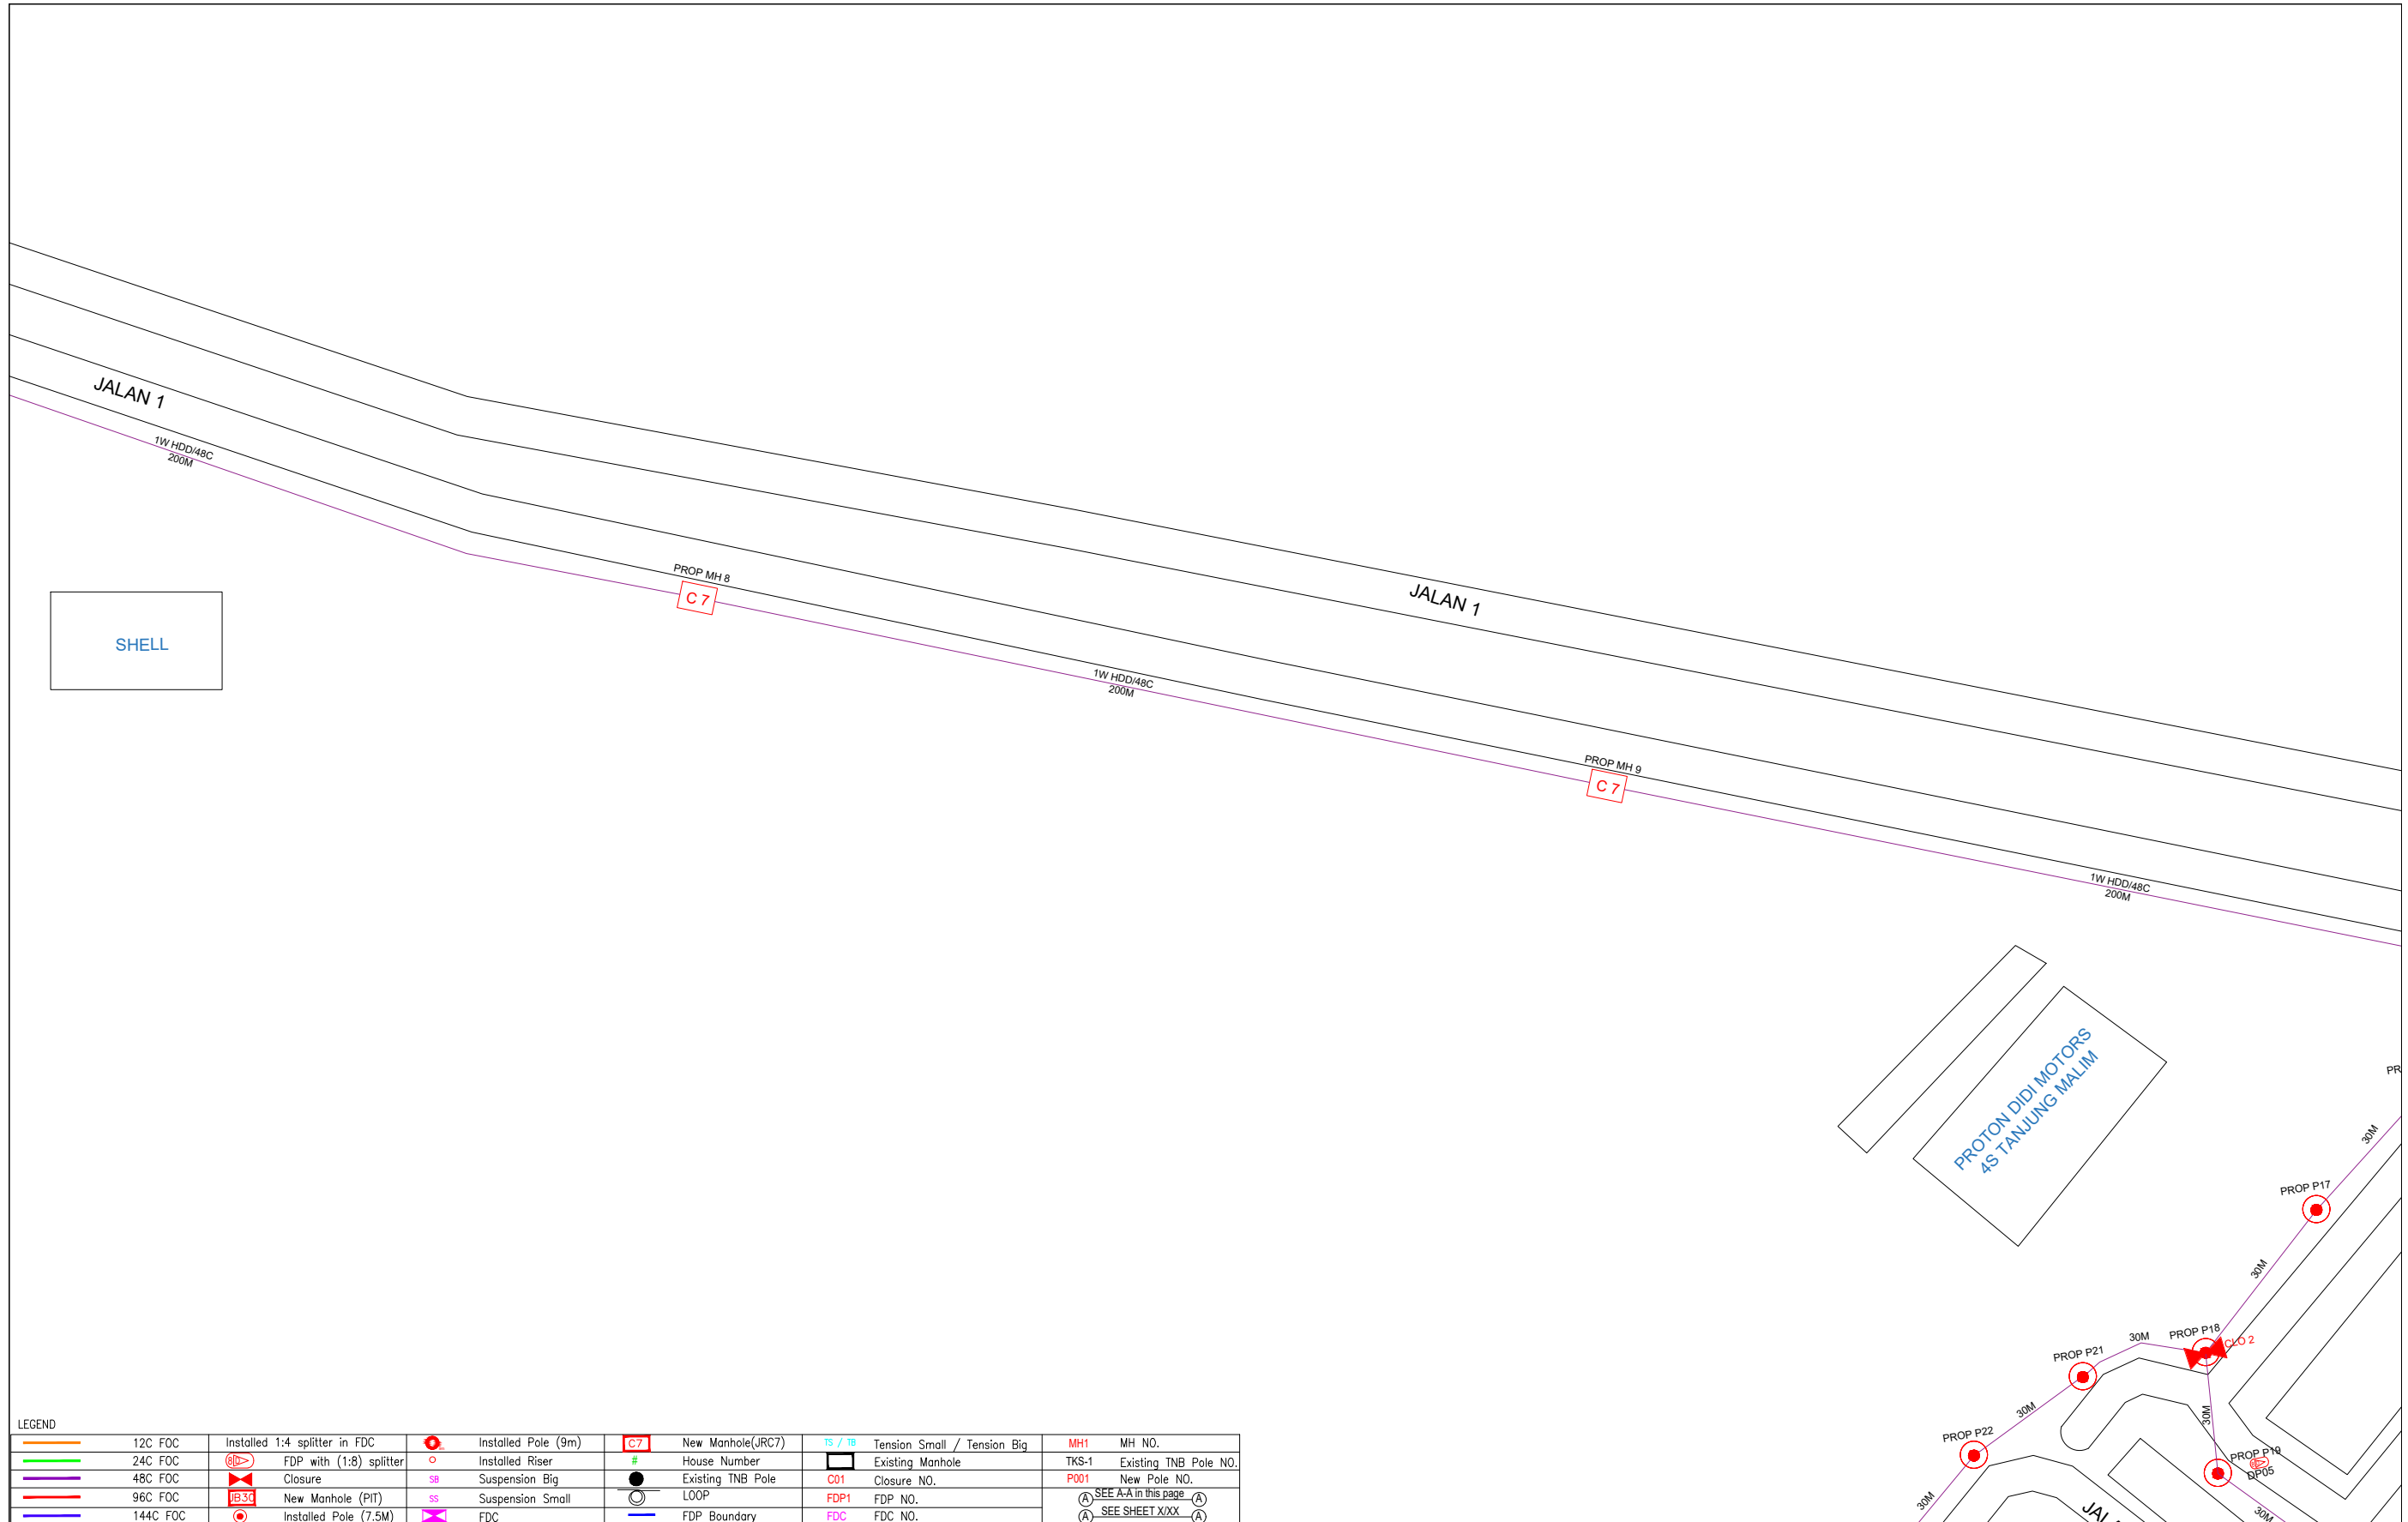 JALAN 1
1W HDD/48C
200M
PROP MH 8
C 7
SHELL
JALAN 1
1W HDD/48C
200M
PROP MH 9
C 7
1W HDD/48C
200M
PROTON DIDI MOTORS
4S TANJUNG MALIM
PR
30M
PROP P17
30M
PROP P18
CLO 2
30M
PROP P21
30M
PROP P22
30M
30M
PROP P19
DP05
30M
JAL
LEGEND
12C FOC
Installed 1:4 splitter in FDC
Installed Pole (9m)
C7 New Manhole(JRC7)
TS / TB Tension Small / Tension Big
MH1 MH NO.
24C FOC
FDP with (1:8) splitter
Installed Riser
# House Number
Existing Manhole
TKS-1 Existing TNB Pole NO.
48C FOC
Closure
SB Suspension Big
Existing TNB Pole
C01 Closure NO.
P001 New Pole NO.
96C FOC
JB30 New Manhole (PIT)
SS Suspension Small
LOOP
FDP1 FDP NO.
A SEE A-A in this page A
144C FOC
Installed Pole (7.5M)
FDC
FDP Boundary
FDC FDC NO.
A SEE SHEET X/XX A